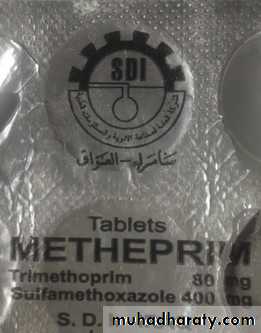 SDI
سامراء - العراق
Tablets
METHEPRIM
Trimethoprim 80 mg
Sulfamethoxazole 400 mg
S. D. I.
muhadharaty.com